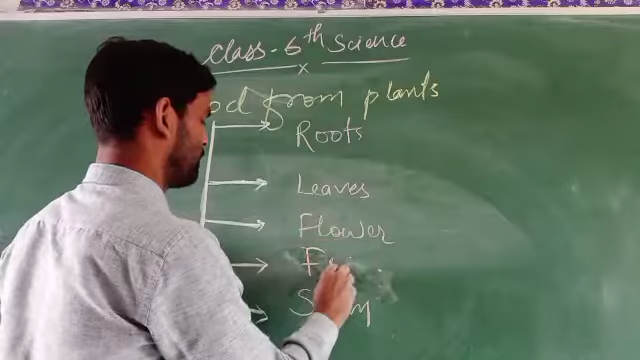 Class-6th Science
x
from plants
Roots
Leaves
Flower